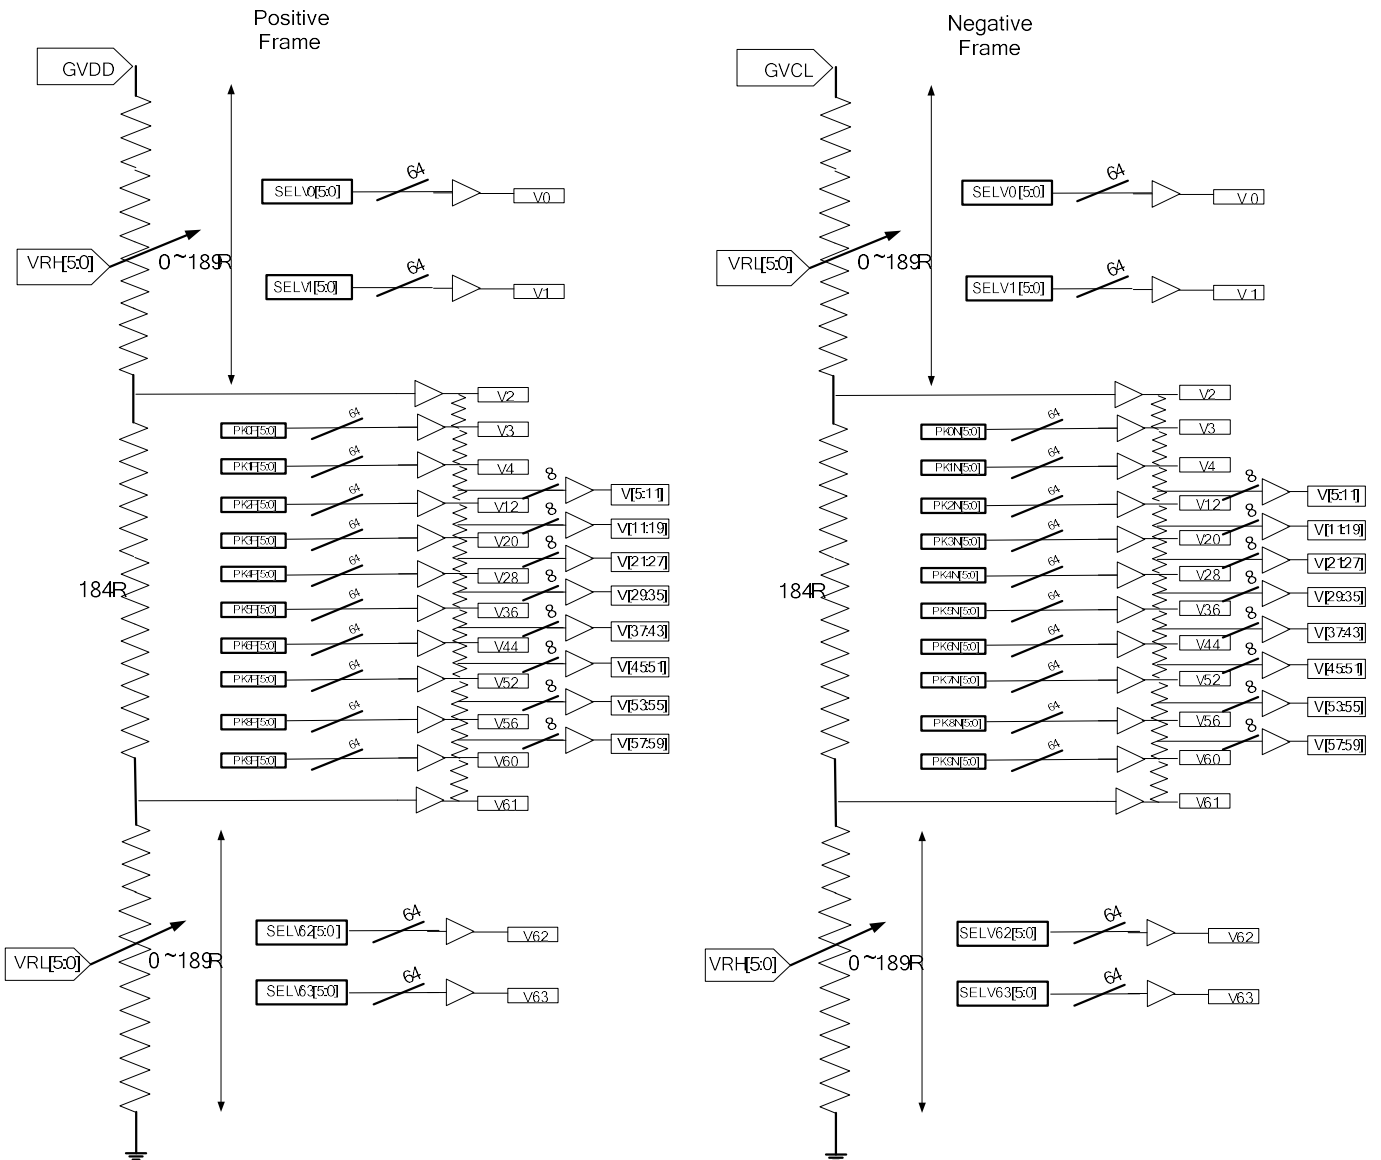 Positive
Frame
GVDD
64
SELV0[5:0]
V0
VRH[5:0]
0~189R
64
SELV1[5:0]
V1
V2
64
PK0P[5:0]
V3
64
PK1P[5:0]
V4
8
V[5:11]
64
PK2P[5:0]
V12
8
V[11:19]
64
PK3P[5:0]
V20
8
V[21:27]
64
PK4P[5:0]
V28
184R
8
V[29:35]
64
PK5P[5:0]
V36
8
V[37:43]
64
PK6P[5:0]
V44
8
V[45:51]
64
PK7P[5:0]
V52
8
V[53:55]
64
PK8P[5:0]
V56
8
V[57:59]
64
PK9P[5:0]
V60
V61
64
SELV62[5:0]
V62
VRL[5:0]
0~189R
64
SELV63[5:0]
V63
Negative
Frame
GVCL
64
SELV0[5:0]
V0
VRL[5:0]
0~189R
64
SELV1[5:0]
V1
V2
64
PK0N[5:0]
V3
64
PK1N[5:0]
V4
8
V[5:11]
64
PK2N[5:0]
V12
8
V[11:19]
64
PK3N[5:0]
V20
8
V[21:27]
64
PK4N[5:0]
V28
184R
8
V[29:35]
64
PK5N[5:0]
V36
8
V[37:43]
64
PK6N[5:0]
V44
8
V[45:51]
64
PK7N[5:0]
V52
8
V[53:55]
64
PK8N[5:0]
V56
8
V[57:59]
64
PK9N[5:0]
V60
V61
64
SELV62[5:0]
V62
VRH[5:0]
0~189R
64
SELV63[5:0]
V63